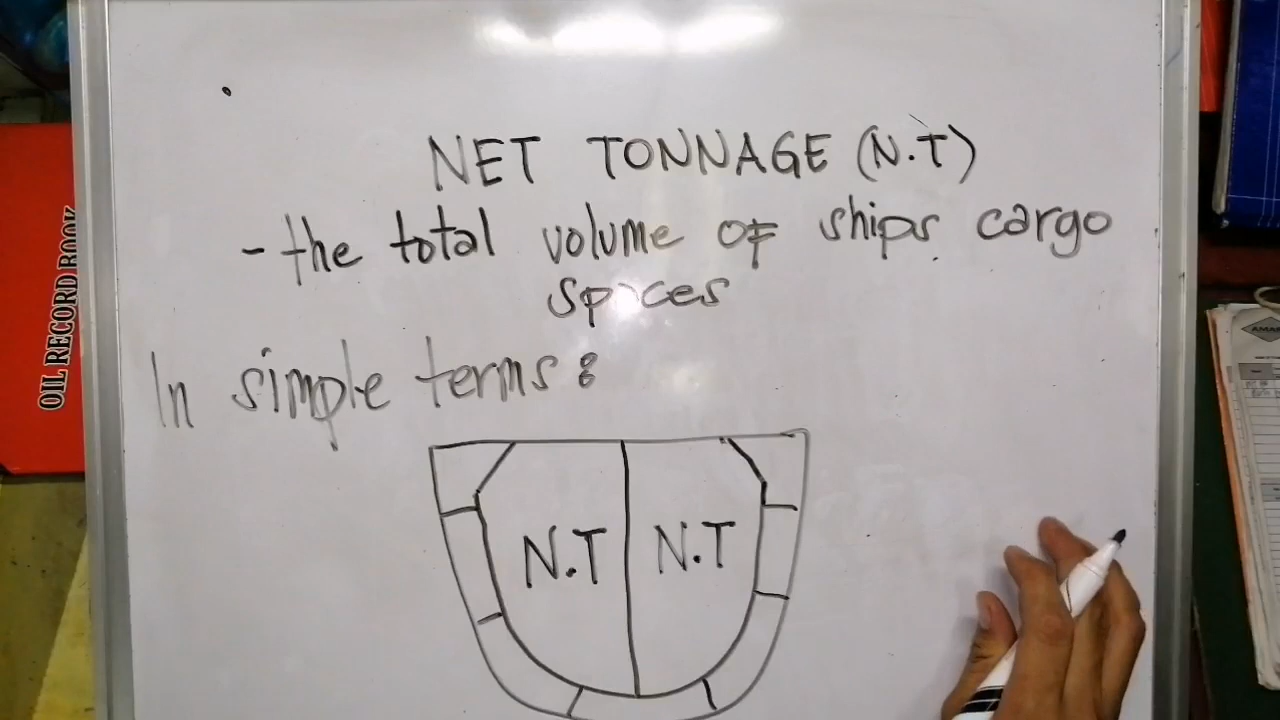 NET TONNAGE (N.T)
- the total volume of ships cargo
spaces
In simple terms:
N.T N.T
OIL RECORD BOOK